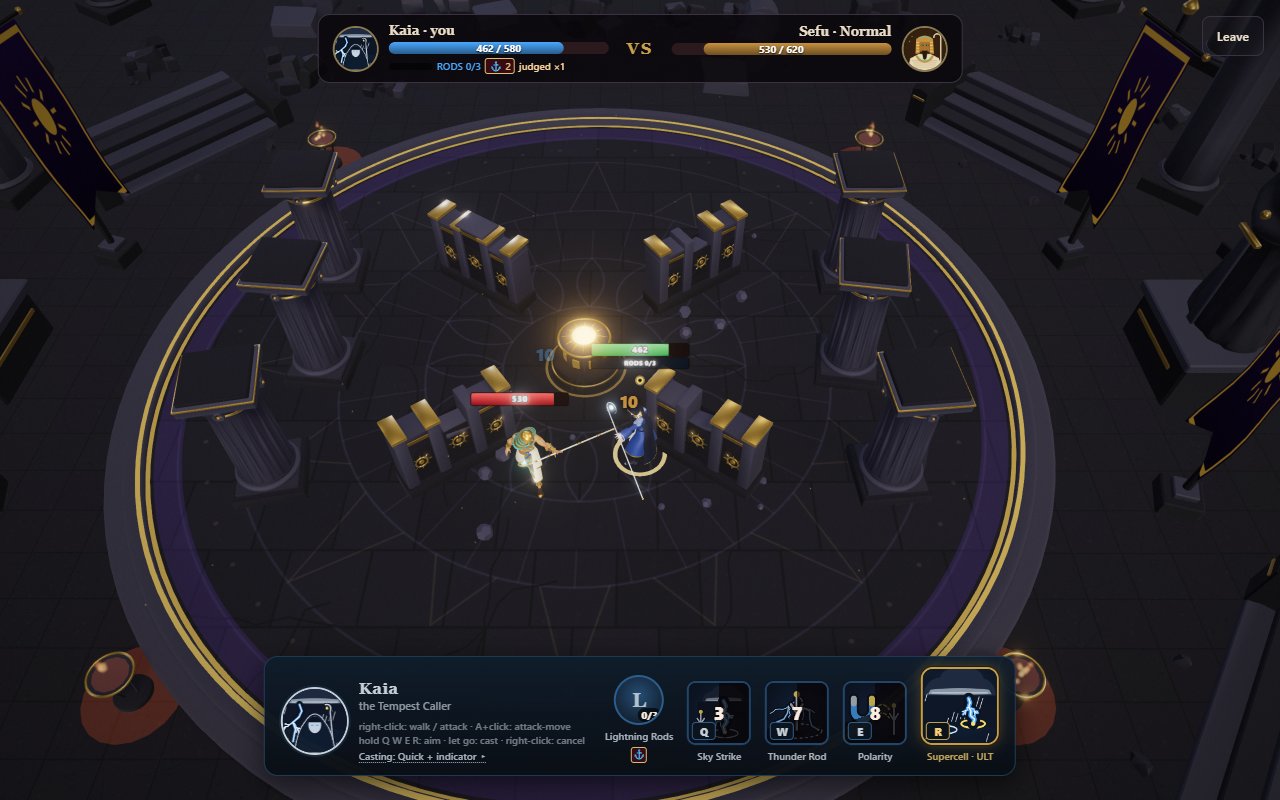 Kaia · you
462 / 580
RODS 0/3 2 judged ×1
VS
Sefu · Normal
530 / 620
Leave
10
462
RODS 0/3
530
10
Kaia
the Tempest Caller
right-click: walk / attack · A+click: attack-move
hold Q W E R: aim · let go: cast · right-click: cancel
Casting: Quick + indicator
L
0/3
Lightning Rods
3
Q
Sky Strike
7
W
Thunder Rod
8
E
Polarity
R
Supercell · ULT